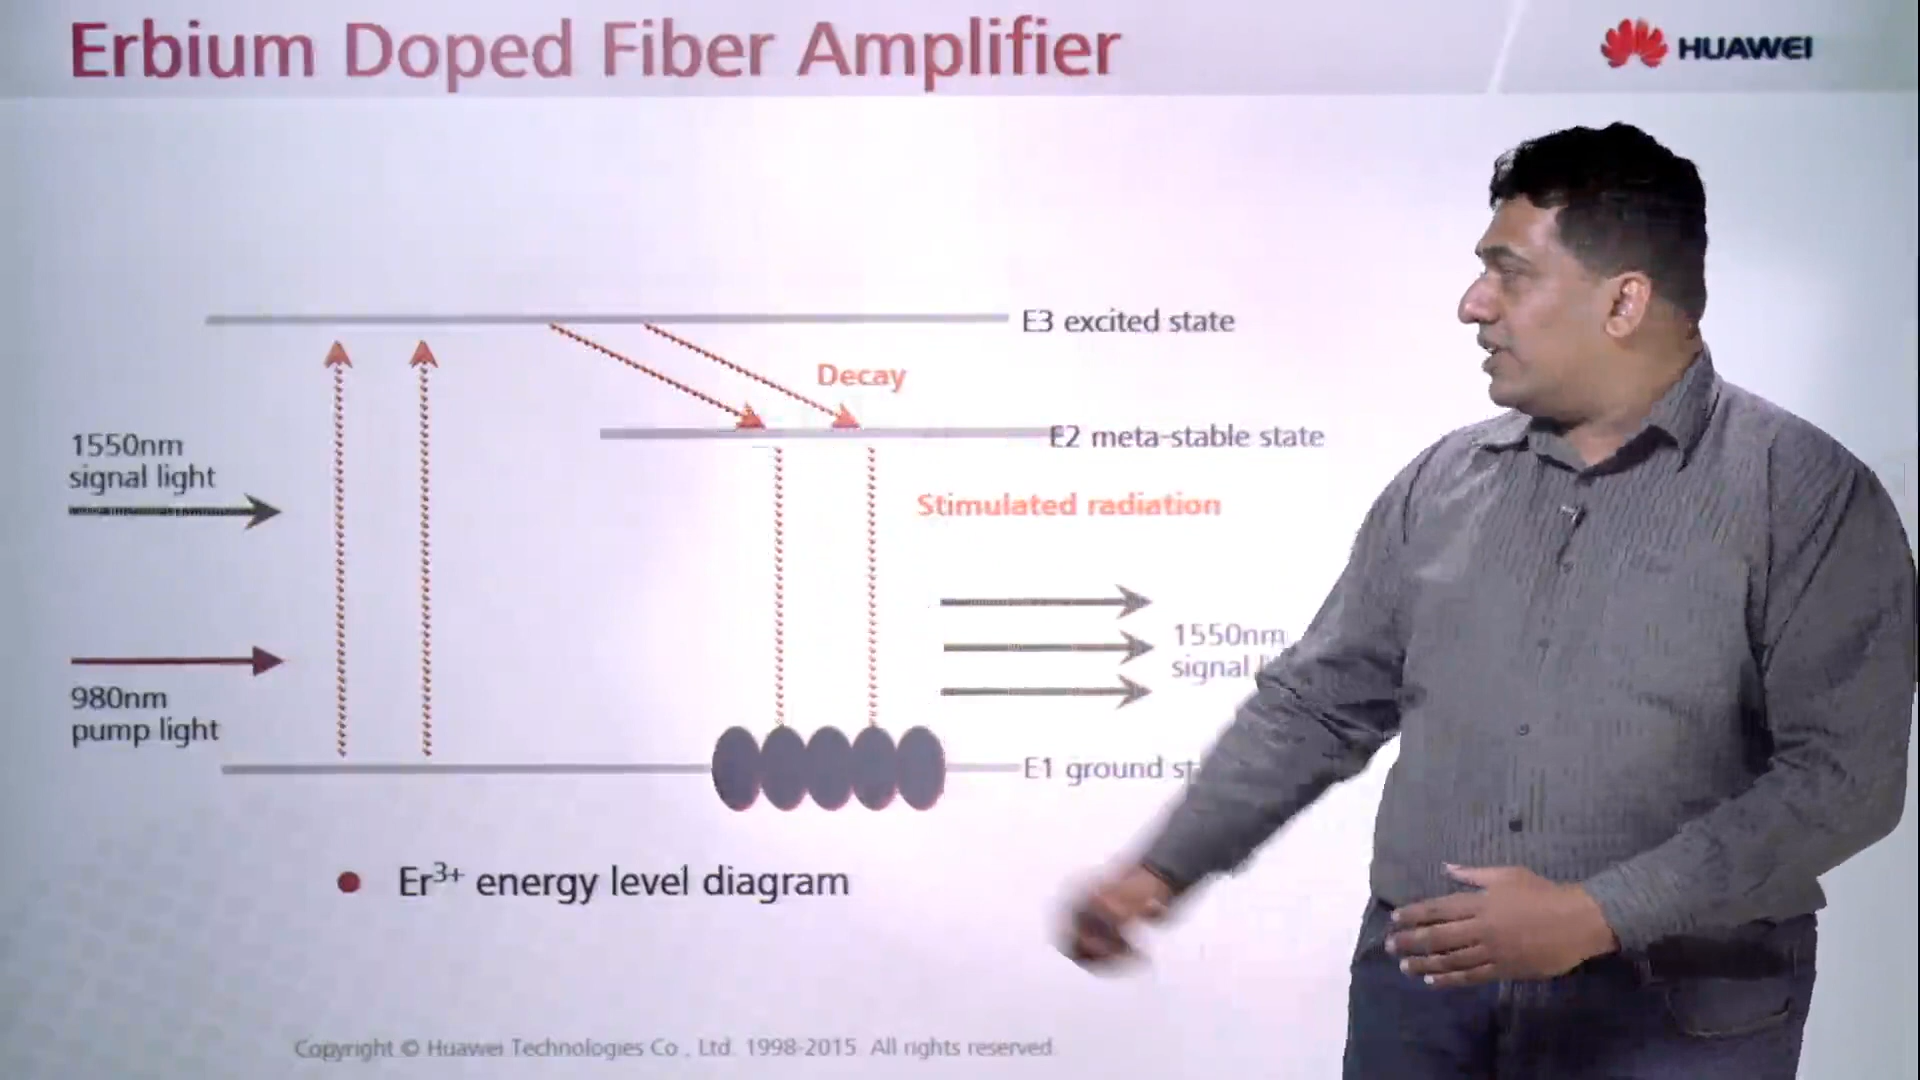 Erbium Doped Fiber Amplifier
HUAWEI
E3 excited state
Decay
1550nm
signal light
E2 meta-stable state
Stimulated radiation
1550nm
signal
980nm
pump light
E1 ground
Er³⁺ energy level diagram
Copyright © Huawei Technologies Co., Ltd. 1998-2015. All rights reserved.